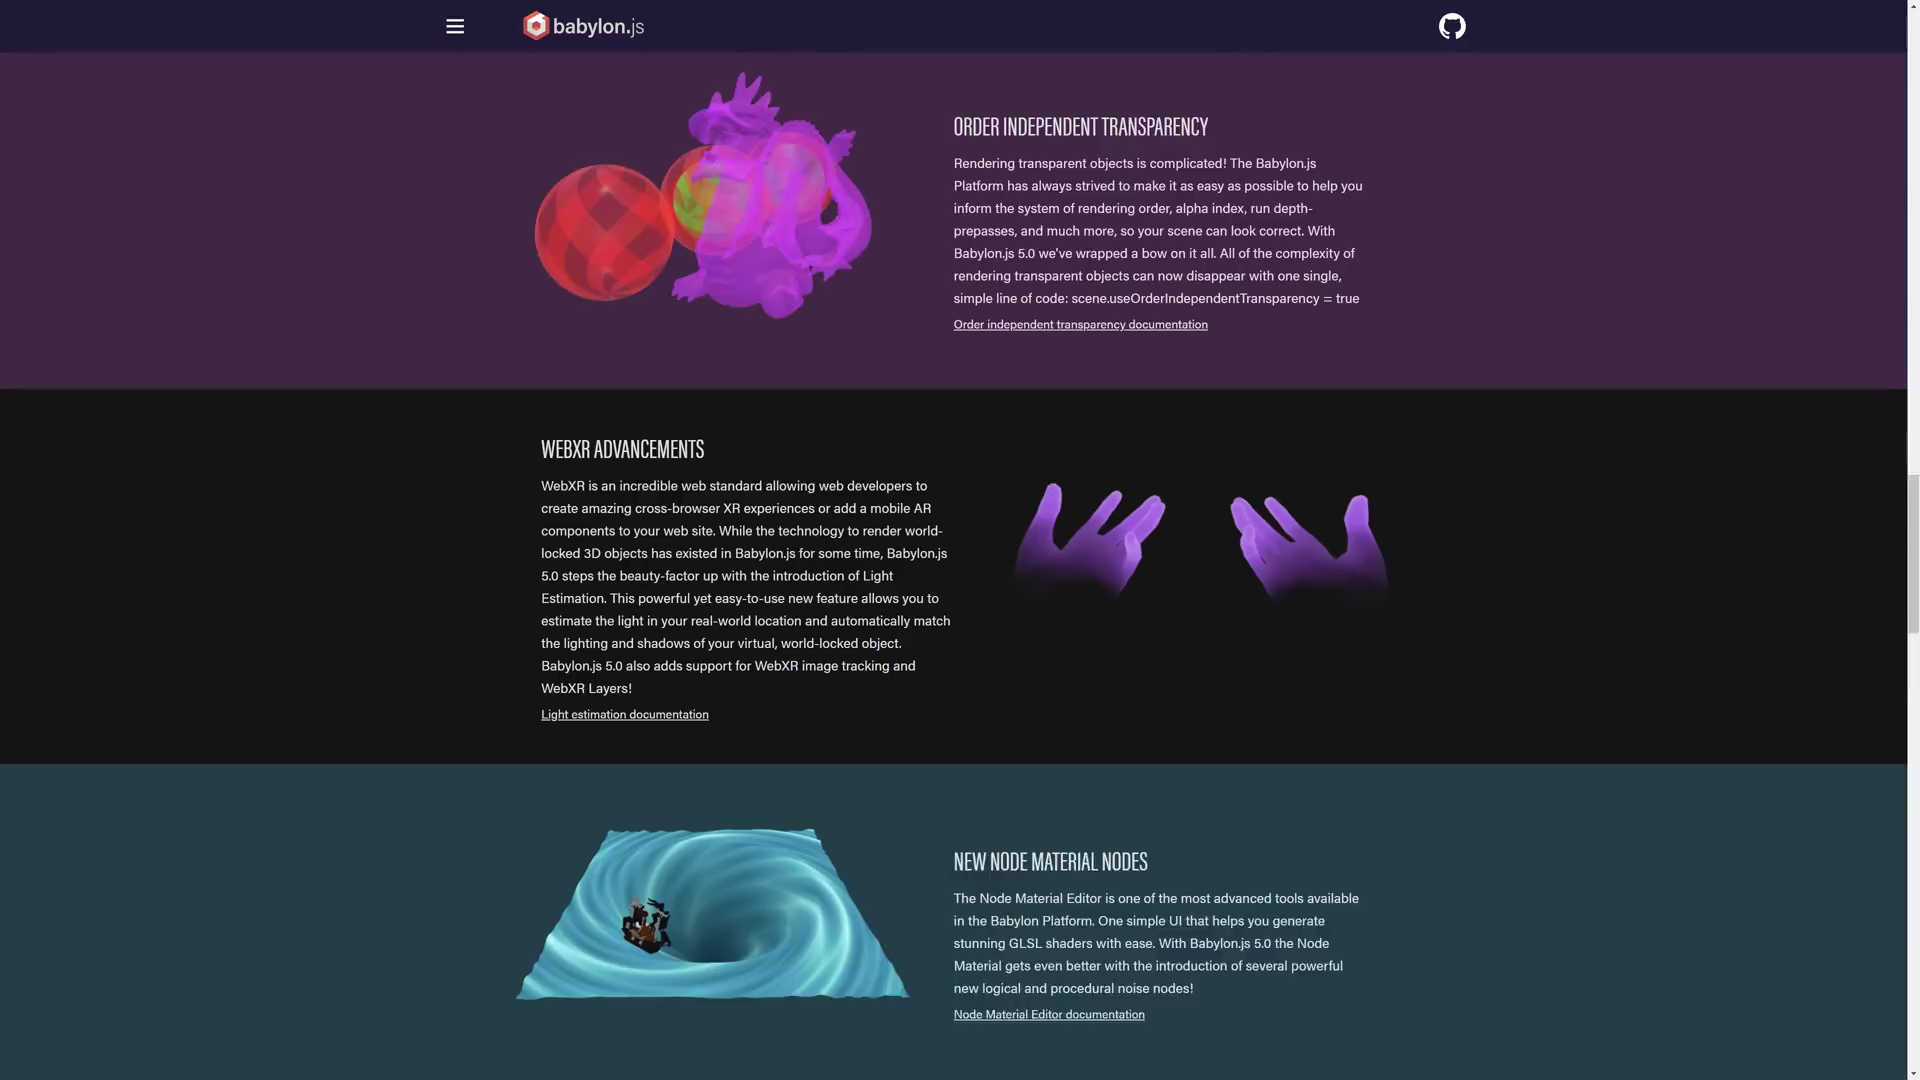 babylon.js
ORDER INDEPENDENT TRANSPARENCY
Rendering transparent objects is complicated! The Babylon.js
Platform has always strived to make it as easy as possible to help you
inform the system of rendering order, alpha index, run depth-
prepasses, and much more, so your scene can look correct. With
Babylon.js 5.0 we've wrapped a bow on it all. All of the complexity of
rendering transparent objects can now disappear with one single,
simple line of code: scene.useOrderIndependentTransparency = true
Order independent transparency documentation
WEBXR ADVANCEMENTS
WebXR is an incredible web standard allowing web developers to
create amazing cross-browser XR experiences or add a mobile AR
components to your web site. While the technology to render world-
locked 3D objects has existed in Babylon.js for some time, Babylon.js
5.0 steps the beauty-factor up with the introduction of Light
Estimation. This powerful yet easy-to-use new feature allows you to
estimate the light in your real-world location and automatically match
the lighting and shadows of your virtual, world-locked object.
Babylon.js 5.0 also adds support for WebXR image tracking and
WebXR Layers!
Light estimation documentation
NEW NODE MATERIAL NODES
The Node Material Editor is one of the most advanced tools available
in the Babylon Platform. One simple UI that helps you generate
stunning GLSL shaders with ease. With Babylon.js 5.0 the Node
Material gets even better with the introduction of several powerful
new logical and procedural noise nodes!
Node Material Editor documentation